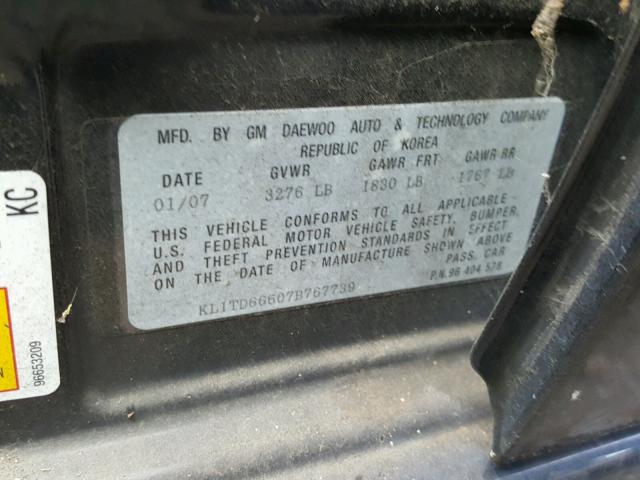 MFD. BY GM DAEWOO AUTO & TECHNOLOGY COMPANY
REPUBLIC OF KOREA
DATE GVWR GAWR FRT GAWR RR
01/07 3276 LB 1830 LB 1767 LB
THIS VEHICLE CONFORMS TO ALL APPLICABLE
U.S. FEDERAL MOTOR VEHICLE SAFETY, BUMPER,
AND THEFT PREVENTION STANDARDS IN EFFECT
ON THE DATE OF MANUFACTURE SHOWN ABOVE
PASS. CAR
P/N.96 404 528
KL1TD66607B767739
KC
96653209